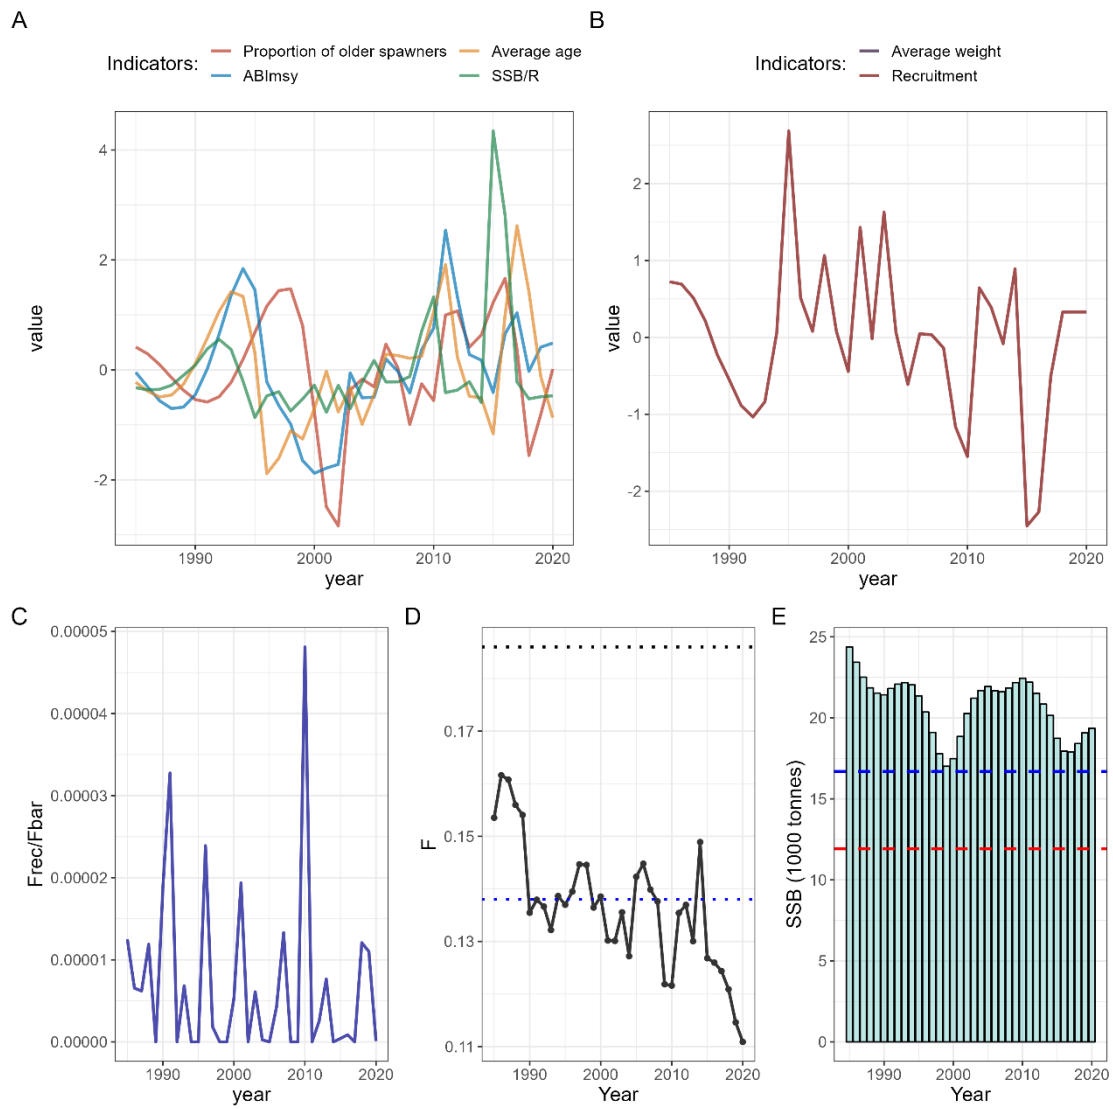 A
Indicators:
Proportion of older spawners
Average age
ABImsy
SSB/R
value
4
2
0
-2
1990
2000
2010
2020
year
B
Indicators:
Average weight
Recruitment
value
2
1
0
-1
-2
1990
2000
2010
2020
year
C
Frec/Fbar
0.00005
0.00004
0.00003
0.00002
0.00001
0.00000
1990
2000
2010
2020
year
D
F
0.17
0.15
0.13
0.11
1990
2000
2010
2020
Year
E
SSB (1000 tonnes)
25
20
15
10
5
0
1990
2000
2010
2020
Year